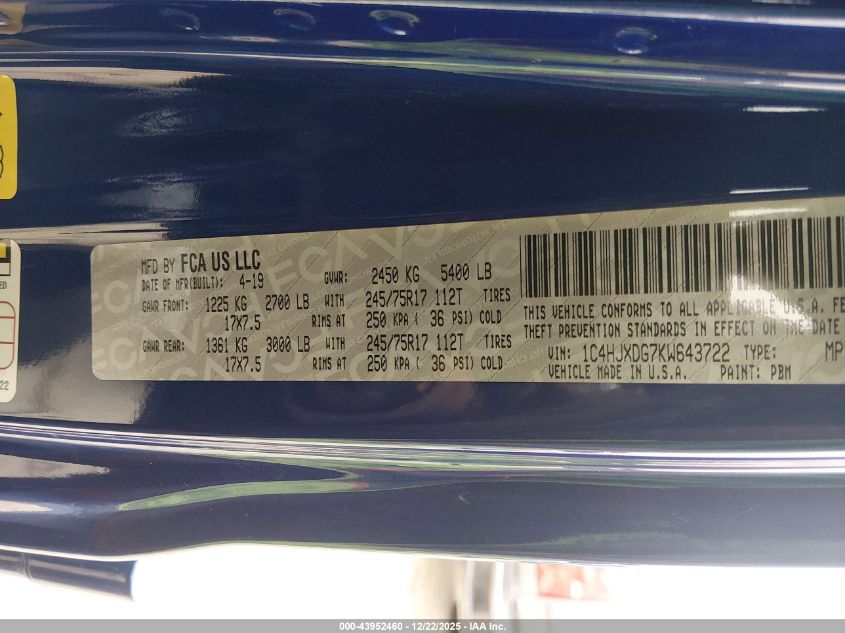 MFD BY FCA US LLC
DATE OF MFR(BUILT): 4-19 GVWR: 2450 KG 5400 LB
GAWR FRONT: 1225 KG 2700 LB WITH 245/75R17 112T TIRES
17X7.5 RIMS AT 250 KPA ( 36 PSI) COLD
GAWR REAR: 1361 KG 3000 LB WITH 245/75R17 112T TIRES
17X7.5 RIMS AT 250 KPA ( 36 PSI) COLD
THIS VEHICLE CONFORMS TO ALL APPLICABLE U.S.A. FE
THEFT PREVENTION STANDARDS IN EFFECT ON THE DATE
VIN: 1C4HJXDG7KW643722 TYPE: MP
VEHICLE MADE IN U.S.A. PAINT: PBM
ED
22
000-43952460 - 12/22/2025 - IAA Inc.